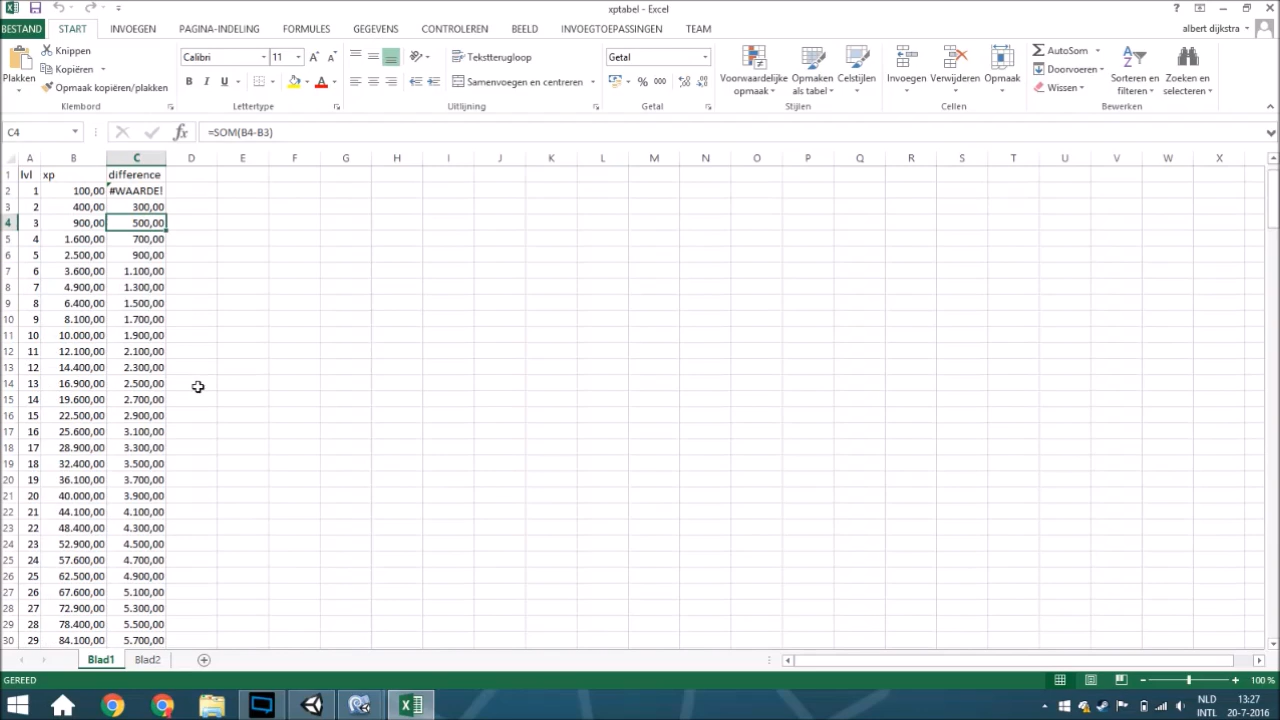 xptabel - Excel
BESTAND START INVOEGEN PAGINA-INDELING FORMULES GEGEVENS CONTROLEREN BEELD INVOEGTOEPASSINGEN TEAM albert dijkstra
Plakken
Knippen
Kopiëren
Opmaak kopiëren/plakken
Klembord
Calibri 11
B I U
Lettertype
Tekstterugloop
Samenvoegen en centreren
Uitlijning
Getal
% 000
Getal
Voorwaardelijke opmaak
Opmaken als tabel
Celstijlen
Stijlen
Invoegen Verwijderen Opmaak
Cellen
AutoSom
Doorvoeren
Wissen
Sorteren en filteren
Zoeken en selecteren
Bewerken
C4 fx =SOM(B4-B3)
A B C D E F G H I J K L M N O P Q R S T U V W X
1 lvl xp difference
2 1 100,00 #WAARDE!
3 2 400,00 300,00
4 3 900,00 500,00
5 4 1.600,00 700,00
6 5 2.500,00 900,00
7 6 3.600,00 1.100,00
8 7 4.900,00 1.300,00
9 8 6.400,00 1.500,00
10 9 8.100,00 1.700,00
11 10 10.000,00 1.900,00
12 11 12.100,00 2.100,00
13 12 14.400,00 2.300,00
14 13 16.900,00 2.500,00
15 14 19.600,00 2.700,00
16 15 22.500,00 2.900,00
17 16 25.600,00 3.100,00
18 17 28.900,00 3.300,00
19 18 32.400,00 3.500,00
20 19 36.100,00 3.700,00
21 20 40.000,00 3.900,00
22 21 44.100,00 4.100,00
23 22 48.400,00 4.300,00
24 23 52.900,00 4.500,00
25 24 57.600,00 4.700,00
26 25 62.500,00 4.900,00
27 26 67.600,00 5.100,00
28 27 72.900,00 5.300,00
29 28 78.400,00 5.500,00
30 29 84.100,00 5.700,00
Blad1 Blad2
GEREED 100 %
NLD 13:27
INTL 20-7-2016